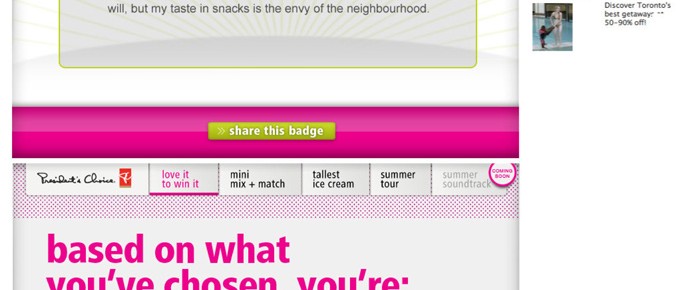 will, but my taste in snacks is the envy of the neighbourhood.
Discover Toronto's
best getaways
50-90% off!
» share this badge
President's Choice
PC
love it
to win it
mini
mix + match
tallest
ice cream
summer
tour
summer
soundtrack
COMING
SOON
based on what
you've chosen, you're: